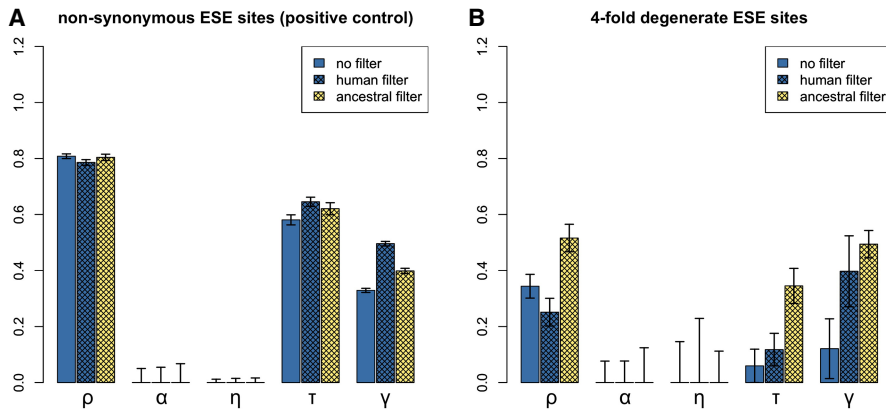 A
non-synonymous ESE sites (positive control)
1.2
1.0
0.8
0.6
0.4
0.2
0.0
no filter
human filter
ancestral filter
ρ
α
η
τ
γ
B
4-fold degenerate ESE sites
1.2
1.0
0.8
0.6
0.4
0.2
0.0
no filter
human filter
ancestral filter
ρ
α
η
τ
γ